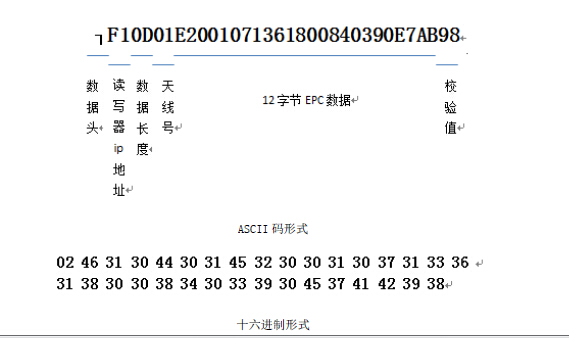 ┓F10D01E2001071361800840390E7AB98
数据头 读写器ip地址 数据长度 天线号 12字节 EPC数据 校验值
ASCII 码形式
02 46 31 30 44 30 31 45 32 30 30 31 30 37 31 33 36
31 38 30 30 38 34 30 33 39 30 45 37 41 42 39 38
十六进制形式